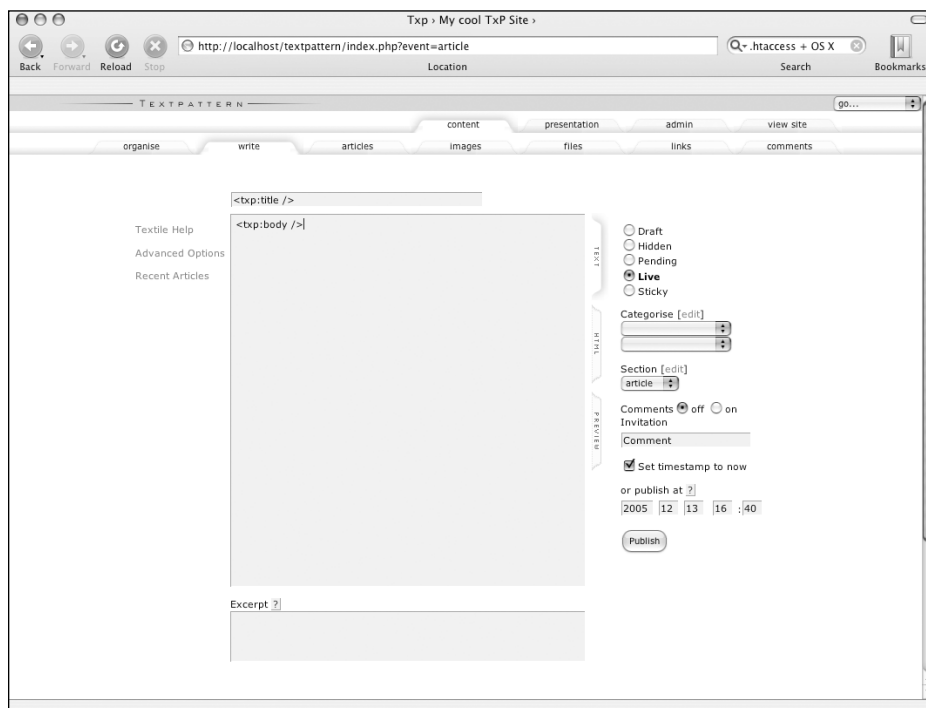 Txp › My cool TxP Site ›
http://localhost/textpattern/index.php?event=article
.htaccess + OS X
Back Forward Reload Stop Location Search Bookmarks
TEXTPATTERN go...
content presentation admin view site
organise write articles images files links comments
<txp:title />
<txp:body />
Textile Help
Advanced Options
Recent Articles
TEXT
HTML
PREVIEW
Draft
Hidden
Pending
Live
Sticky
Categorise [edit]
Section [edit]
article
Comments off on
Invitation
Comment
Set timestamp to now
or publish at ?
2005 12 13 16 : 40
Publish
Excerpt ?